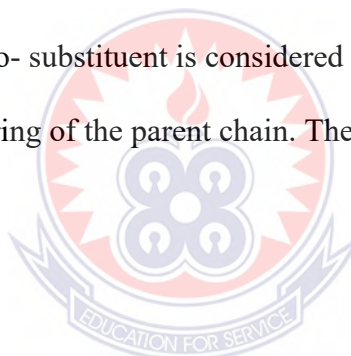 o- substituent is considered
ing of the parent chain. The
EDUCATION FOR SERVICE